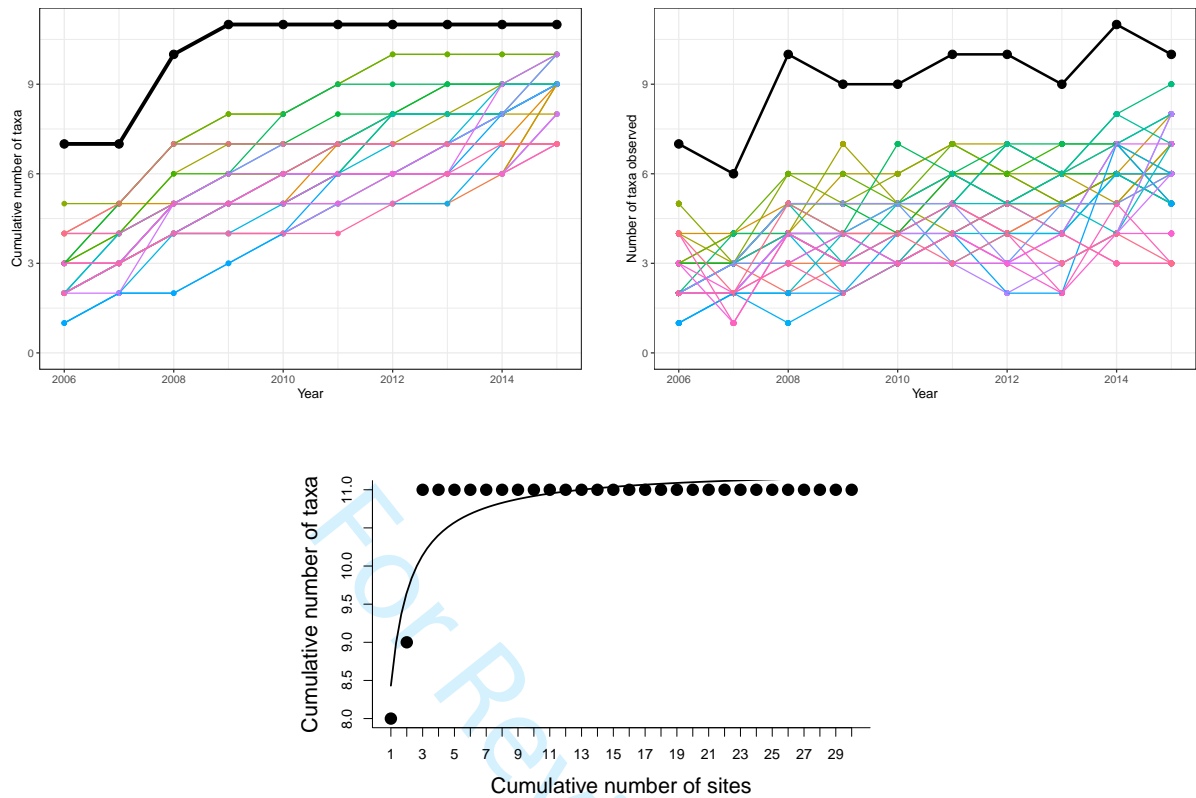 Cumulative number of taxa
9
6
3
0
2006 2008 2010 2012 2014
Year
Number of taxa observed
9
6
3
0
2006 2008 2010 2012 2014
Year
Cumulative number of taxa
11.0
10.0
9.5
9.0
8.5
8.0
1 3 5 7 9 11 13 15 17 19 21 23 25 27 29
Cumulative number of sites
For Rev